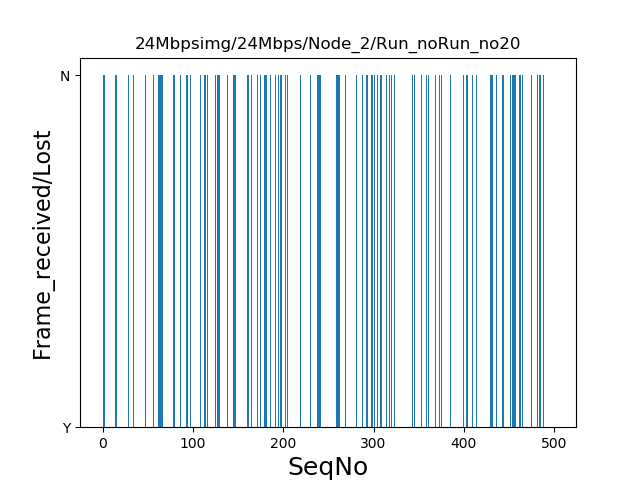 24Mbpsimg/24Mbps/Node_2/Run_noRun_no20
N
Frame_received/Lost
Y
0 100 200 300 400 500
SeqNo